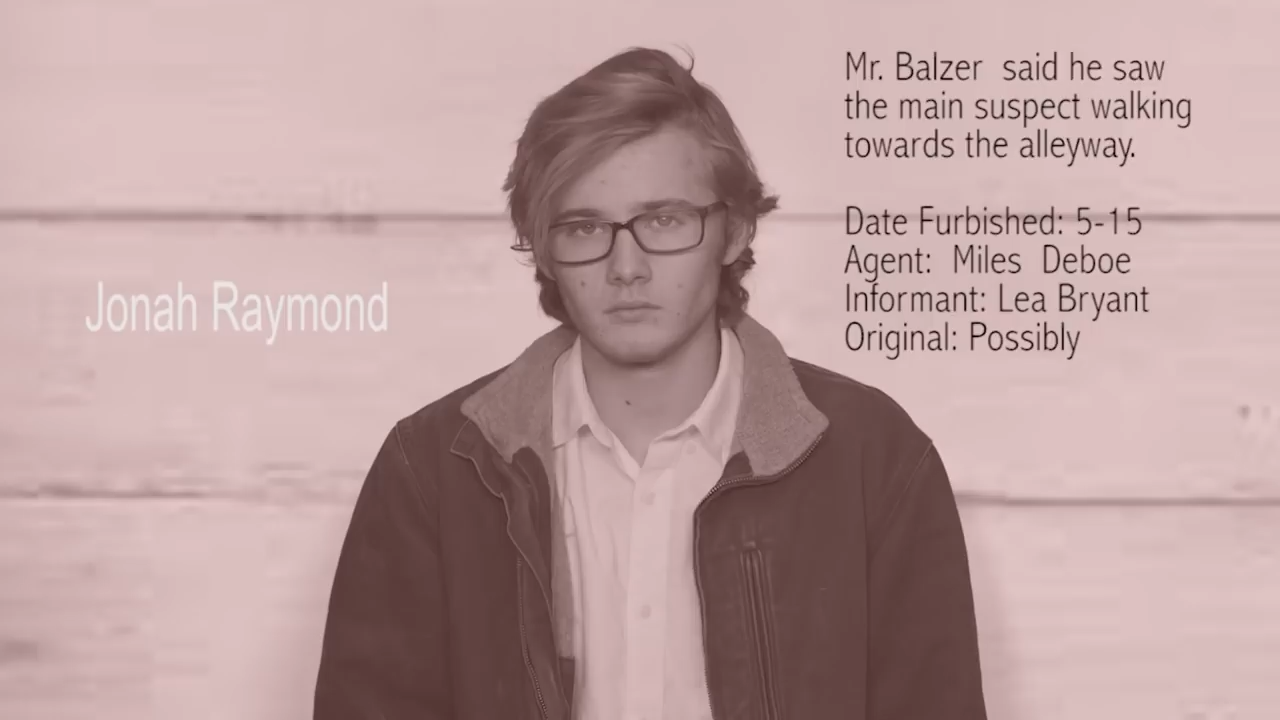 Jonah Raymond
Mr. Balzer said he saw
the main suspect walking
towards the alleyway.
Date Furbished: 5-15
Agent: Miles Deboe
Informant: Lea Bryant
Original: Possibly